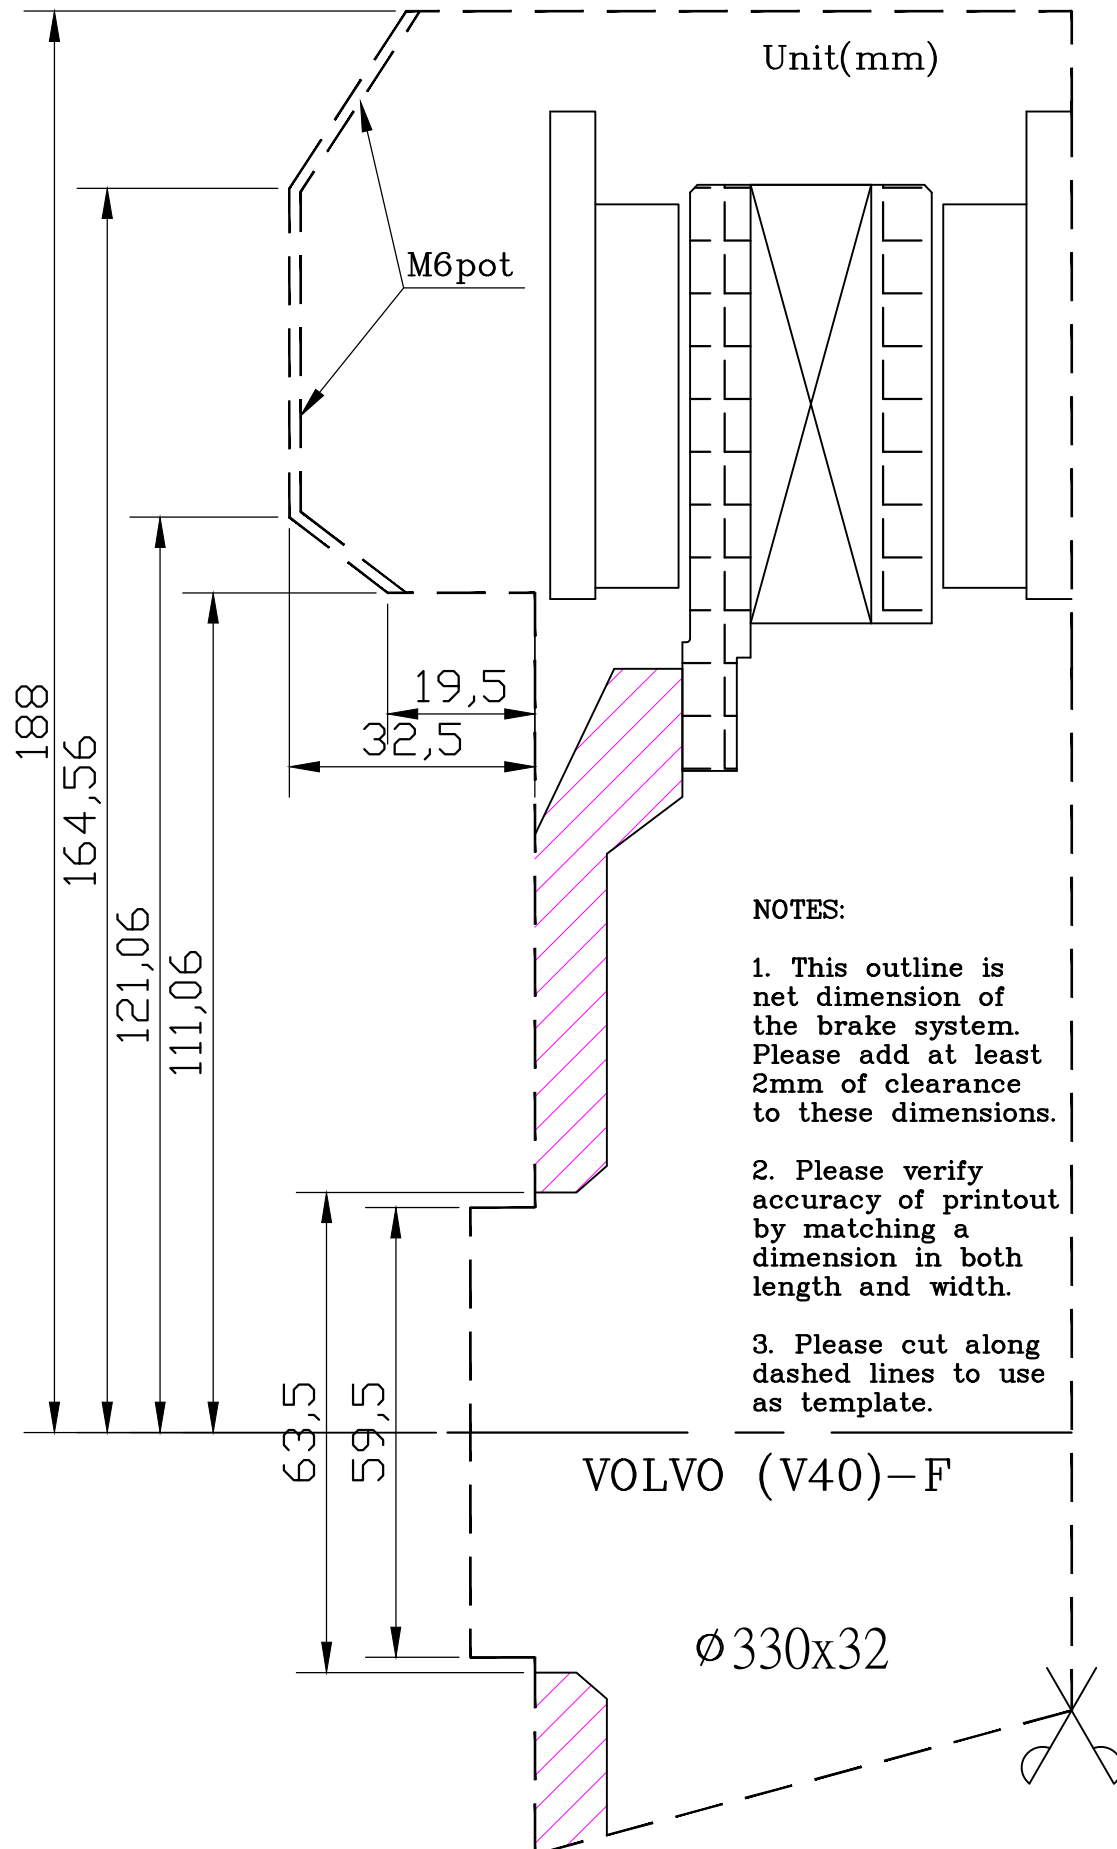 Unit(mm)
M6pot
19,5
32,5
188
164,56
121,06
111,06
NOTES:
1. This outline is
net dimension of
the brake system.
Please add at least
2mm of clearance
to these dimensions.
2. Please verify
accuracy of printout
by matching a
dimension in both
length and width.
3. Please cut along
dashed lines to use
as template.
63,5
59,5
VOLVO (V40)-F
Ø330x32